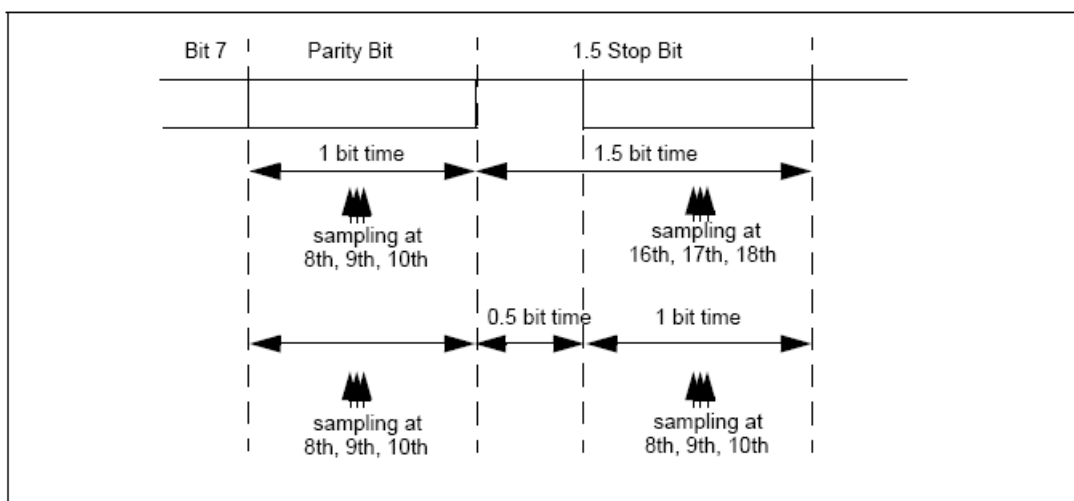 Bit 7 Parity Bit 1.5 Stop Bit
1 bit time 1.5 bit time
sampling at sampling at
8th, 9th, 10th 16th, 17th, 18th
0.5 bit time 1 bit time
sampling at sampling at
8th, 9th, 10th 8th, 9th, 10th